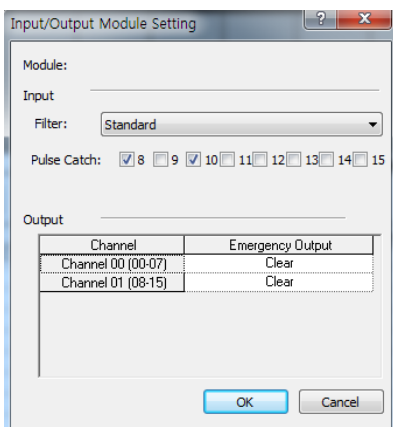 Input/Output Module Setting
Module:
Input
Filter: Standard
Pulse Catch: 8 9 10 11 12 13 14 15
Output
Channel Emergency Output
Channel 00 (00-07) Clear
Channel 01 (08-15) Clear
OK Cancel